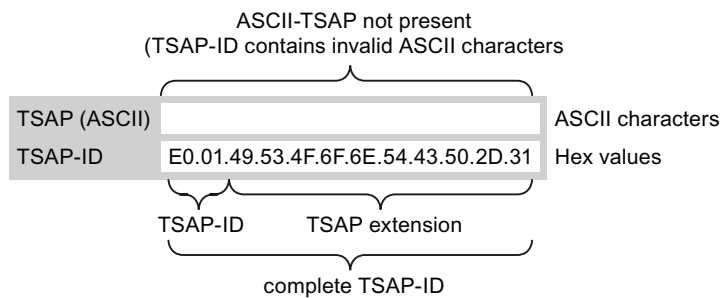 ASCII-TSAP not present
(TSAP-ID contains invalid ASCII characters
TSAP (ASCII) ASCII characters
TSAP-ID E0.01.49.53.4F.6F.6E.54.43.50.2D.31 Hex values
TSAP-ID TSAP extension
complete TSAP-ID